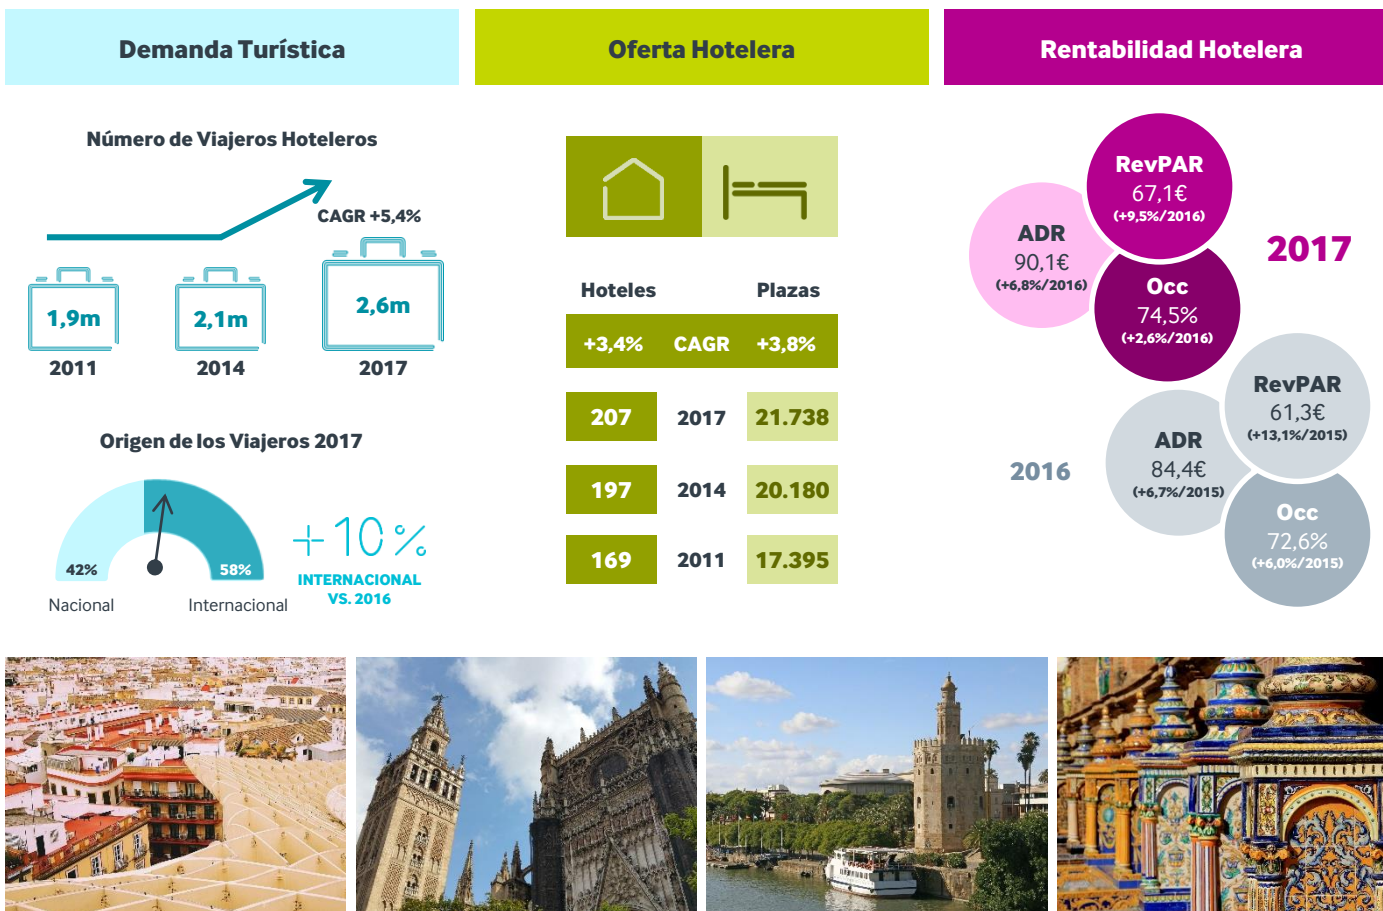 Demanda Turística
Número de Viajeros Hoteleros
CAGR +5,4%
1,9m
2,1m
2,6m
2011
2014
2017
Origen de los Viajeros 2017
42%
58%
Nacional
Internacional
+10%
INTERNACIONAL
VS. 2016
Oferta Hotelera
Hoteles Plazas
+3,4% CAGR +3,8%
207 2017 21.738
197 2014 20.180
169 2011 17.395
Rentabilidad Hotelera
2017
RevPAR
67,1€
(+9,5%/2016)
ADR
90,1€
(+6,8%/2016)
Occ
74,5%
(+2,6%/2016)
2016
RevPAR
61,3€
(+13,1%/2015)
ADR
84,4€
(+6,7%/2015)
Occ
72,6%
(+6,0%/2015)